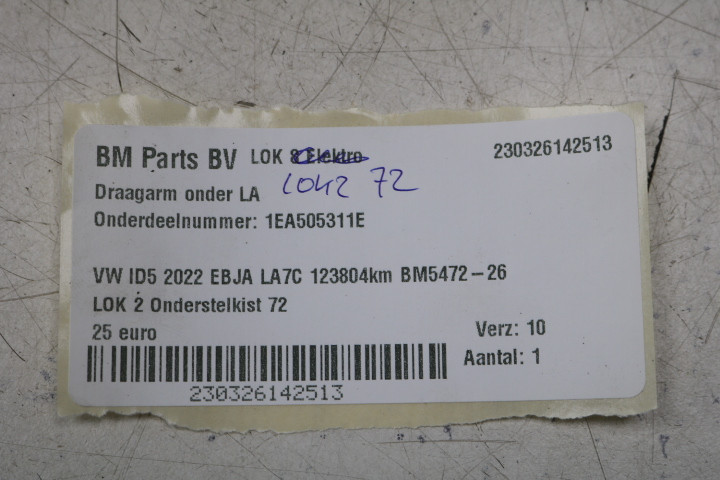 BM Parts BV LOK 8 Elektro 230326142513
LOK2 72
Draagarm onder LA
Onderdeelnummer: 1EA505311E
VW ID5 2022 EBJA LA7C 123804km BM5472-26
LOK 2 Onderstelkist 72
25 euro Verz: 10
Aantal: 1
230326142513